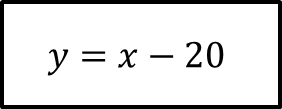 y = x − 20